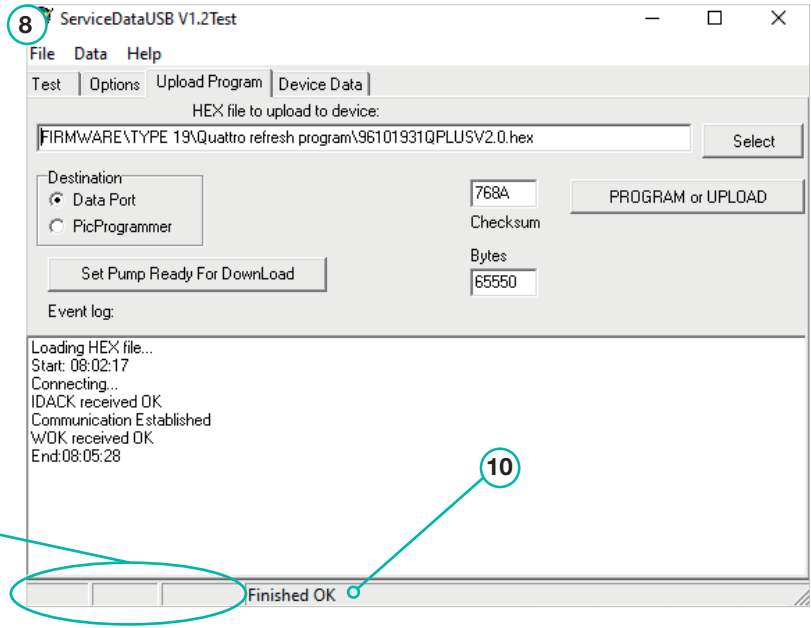 8
ServiceDataUSB V1.2Test
File Data Help
Test Options Upload Program Device Data
HEX file to upload to device:
FIRMWARE\TYPE 19\Quattro refresh program\96101931QPLUSV2.0.hex Select
Destination
Data Port
PicProgrammer
768A PROGRAM or UPLOAD
Checksum
Set Pump Ready For DownLoad
Bytes
65550
Event log:
Loading HEX file...
Start: 08:02:17
Connecting...
IDACK received OK
Communication Established
WOK received OK
End:08:05:28
10
Finished OK